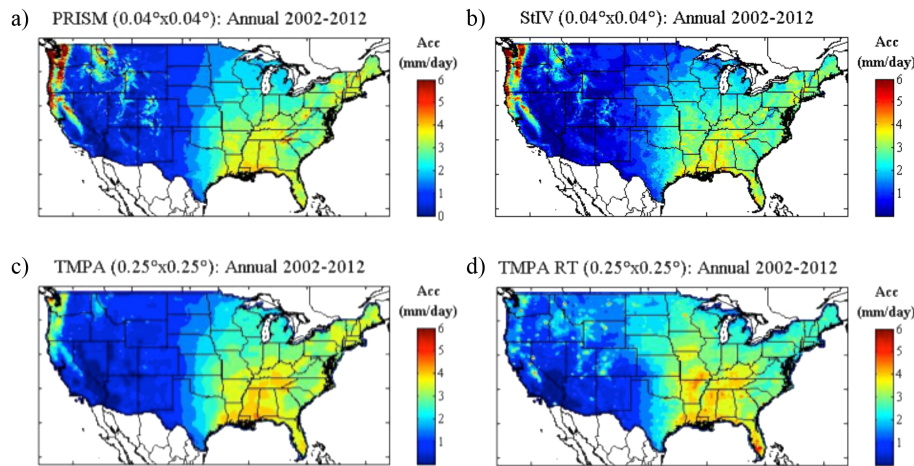 a) PRISM (0.04°x0.04°): Annual 2002-2012
Acc
(mm/day)
6
5
4
3
2
1
0
b) StIV (0.04°x0.04°): Annual 2002-2012
Acc
(mm/day)
6
5
4
3
2
1
c) TMPA (0.25°x0.25°): Annual 2002-2012
Acc
(mm/day)
6
5
4
3
2
1
d) TMPA RT (0.25°x0.25°): Annual 2002-2012
Acc
(mm/day)
6
5
4
3
2
1